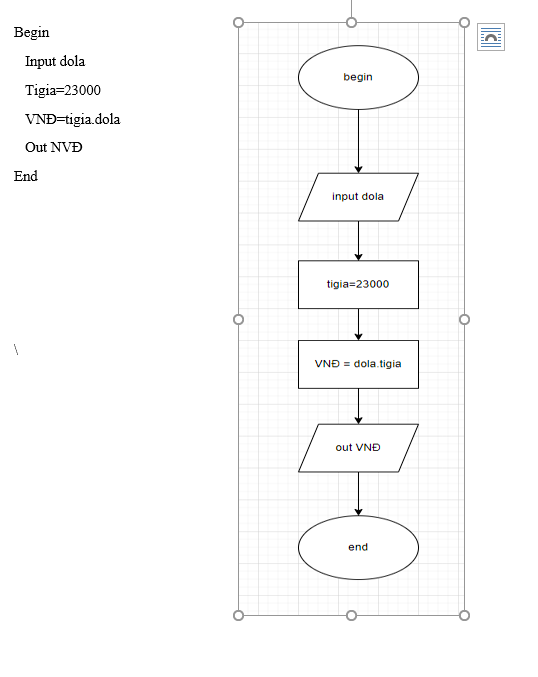 Begin
Input dola
Tigia=23000
VNĐ=tigia.dola
Out NVĐ
End
\
begin
input dola
tigia=23000
VNĐ = dola.tigia
out VNĐ
end